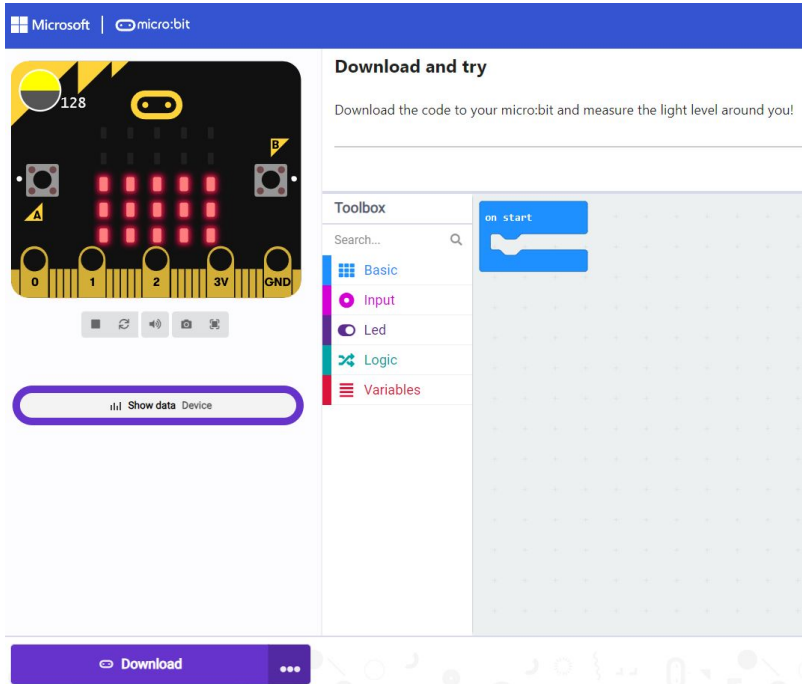 Microsoft
micro:bit
128
B
A
0
1
2
3V
GND
Show data Device
Download
Download and try
Download the code to your micro:bit and measure the light level around you!
Toolbox
Search...
Basic
Input
Led
Logic
Variables
on start